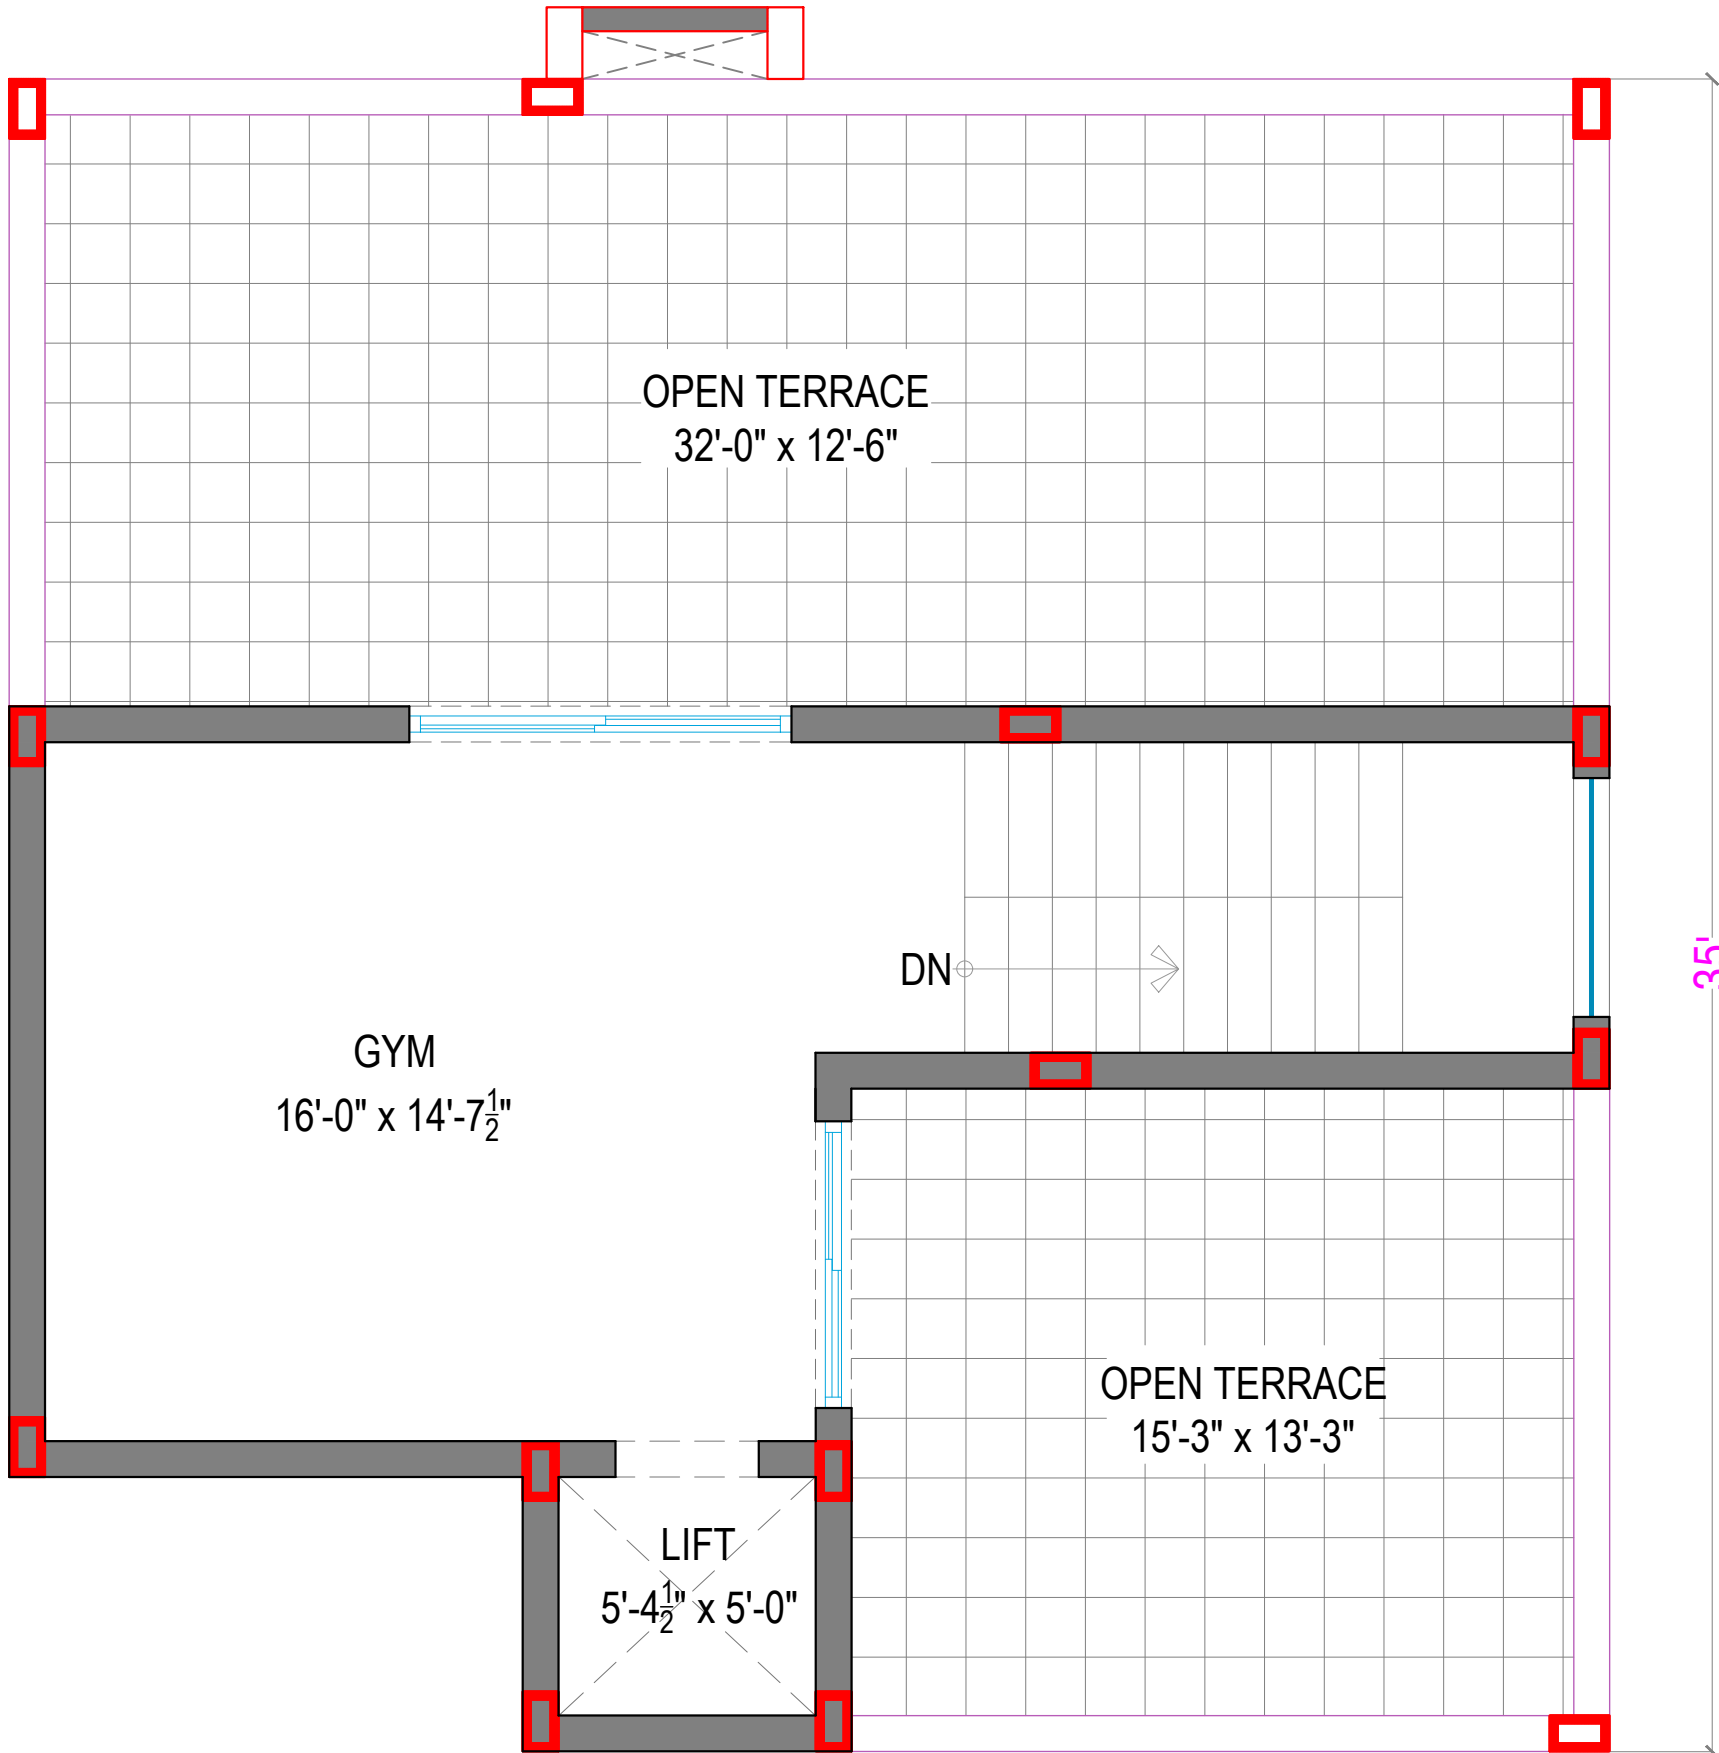 OPEN TERRACE
32'-0" x 12'-6"
DN
35'
GYM
16'-0" x 14'-7½"
OPEN TERRACE
15'-3" x 13'-3"
LIFT
5'-4½" x 5'-0"